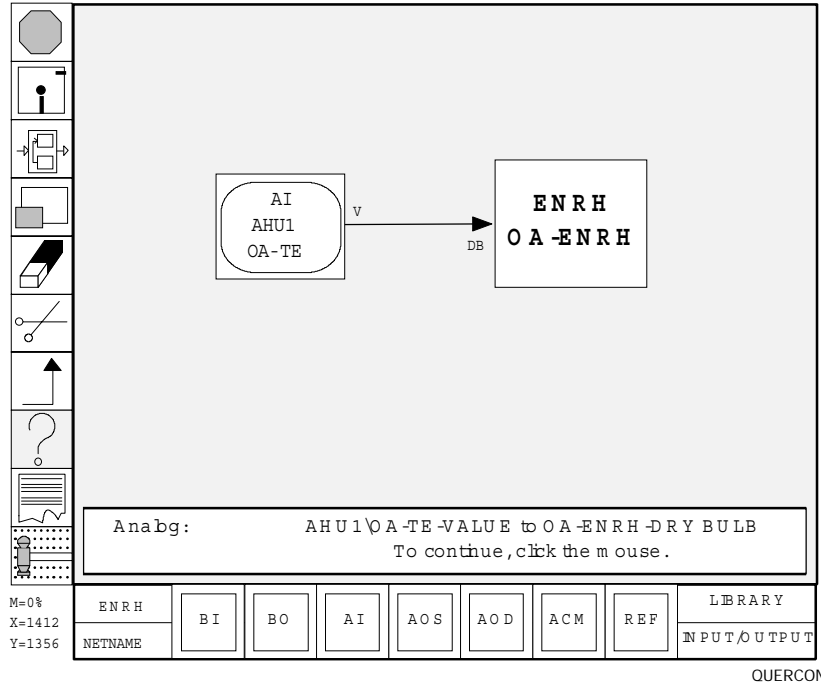 AI
AHU1
OA-TE
V
DB
ENRH
OA-ENRH
Analog: AHU1\OA-TE-VALUE to OA-ENRH-DRY BULB
To continue, click the mouse.
M=0%
X=1412
Y=1356
ENRH
NETNAME
BI
BO
AI
AOS
AOD
ACM
REF
LIBRARY
INPUT/OUTPUT
QUERCON